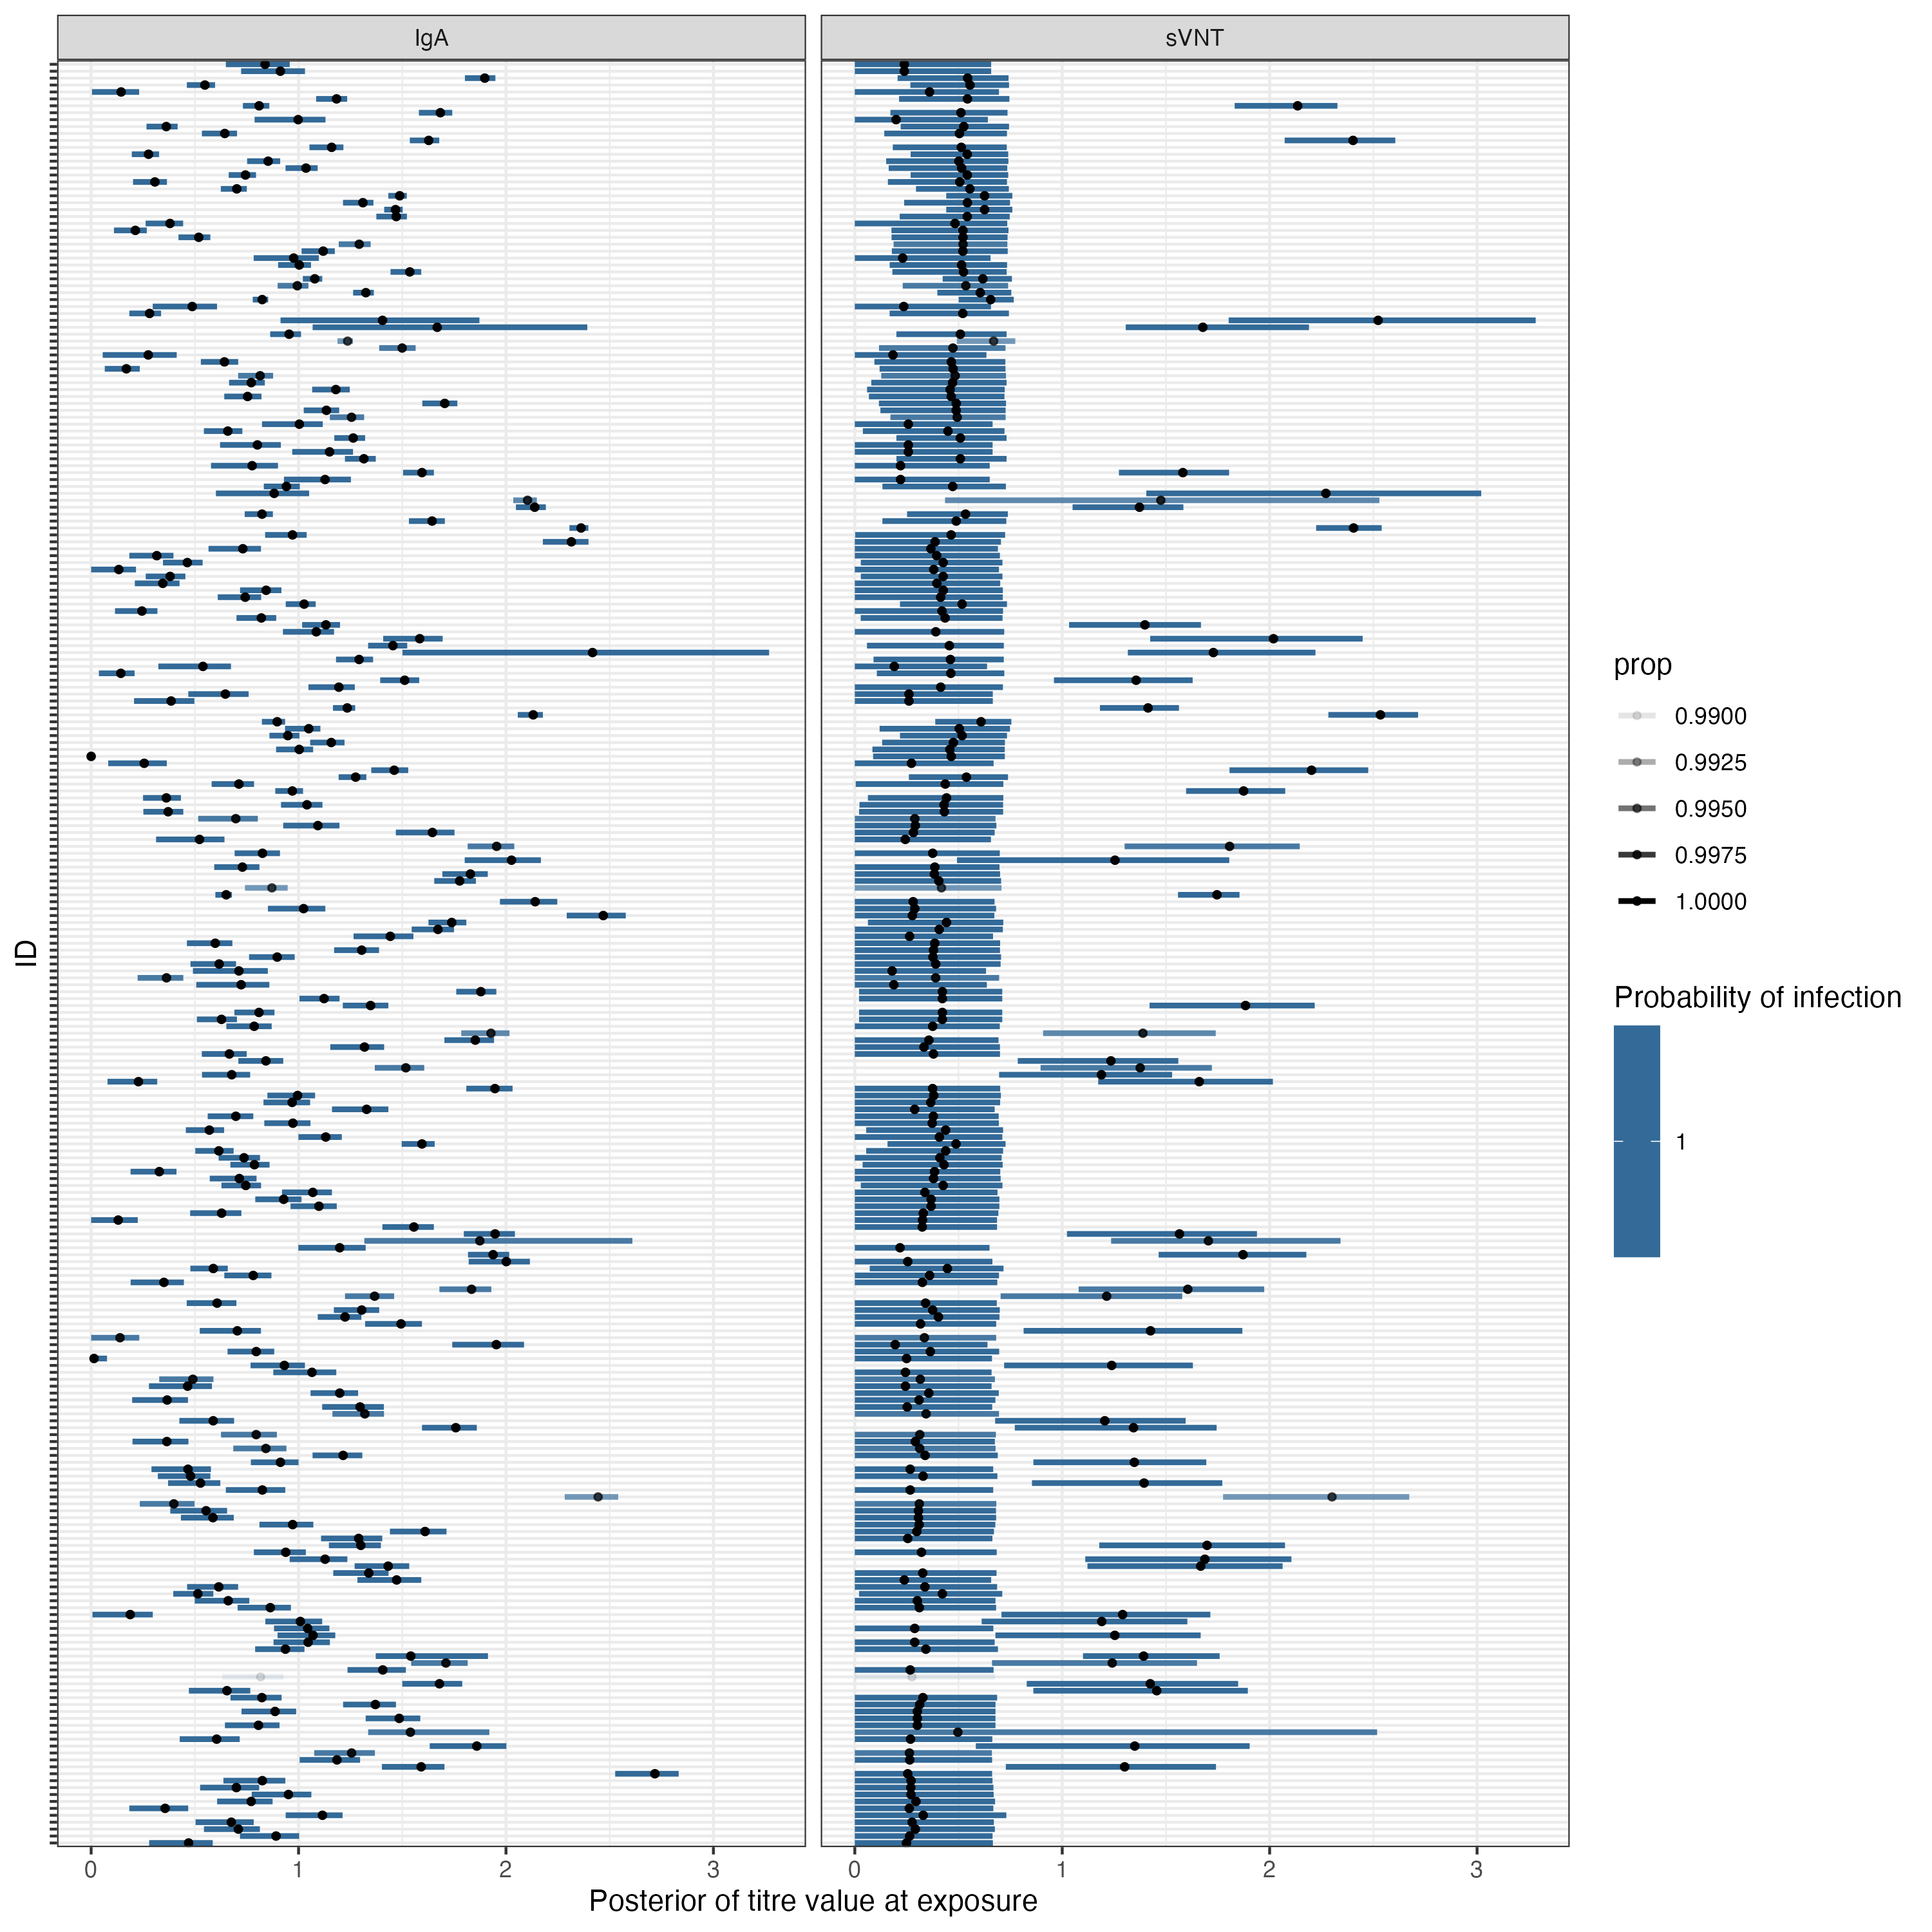 IgA
sVNT
ID
0 1 2 3
0 1 2 3
Posterior of titre value at exposure
prop
0.9900
0.9925
0.9950
0.9975
1.0000
Probability of infection
1